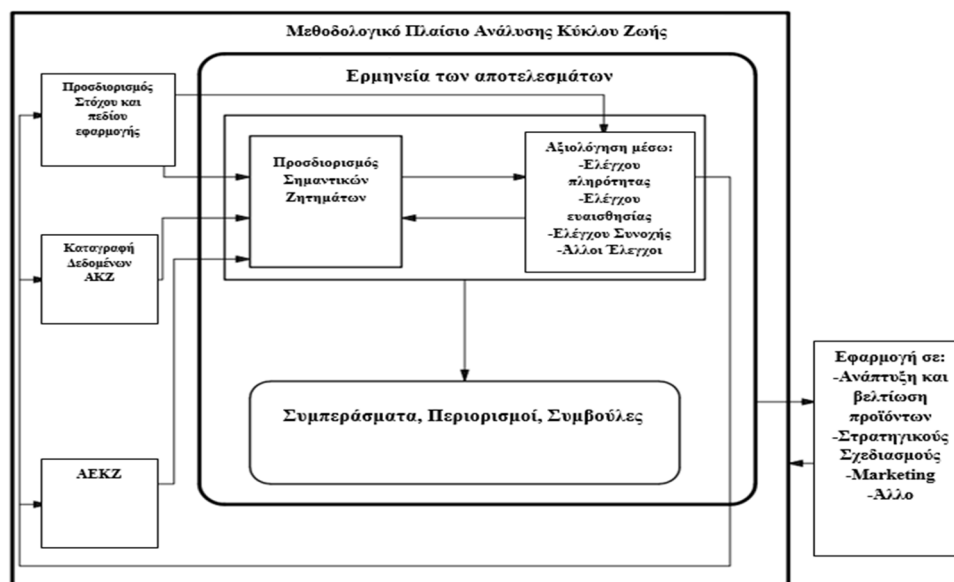 Μεθοδολογικό Πλαίσιο Ανάλυσης Κύκλου Ζωής
Ερμηνεία των αποτελεσμάτων
Προσδιορισμός
Στόχου και
πεδίου
εφαρμογής
Προσδιορισμός
Σημαντικών
Ζητημάτων
Αξιολόγηση μέσω:
-Ελέγχου
πληρότητας
-Ελέγχου
ευαισθησίας
-Ελέγχου Συνοχής
-Άλλοι Έλεγχοι
Καταγραφή
Δεδομένων
ΑΚΖ
ΑΕΚΖ
Συμπεράσματα, Περιορισμοί, Συμβούλες
Εφαρμογή σε:
-Ανάπτυξη και
βελτίωση
προϊόντων
-Στρατηγικούς
Σχεδιασμούς
-Marketing
-Άλλο